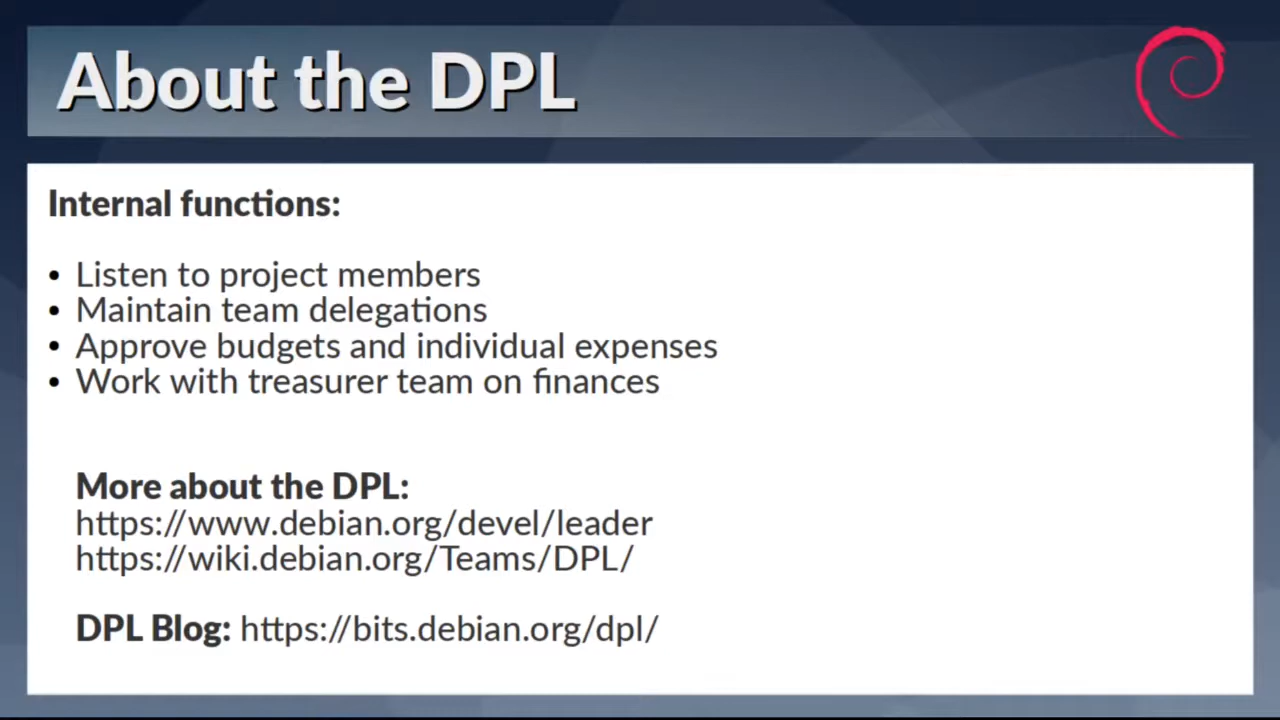 About the DPL
Internal functions:
• Listen to project members
• Maintain team delegations
• Approve budgets and individual expenses
• Work with treasurer team on finances
More about the DPL:
https://www.debian.org/devel/leader
https://wiki.debian.org/Teams/DPL/
DPL Blog: https://bits.debian.org/dpl/